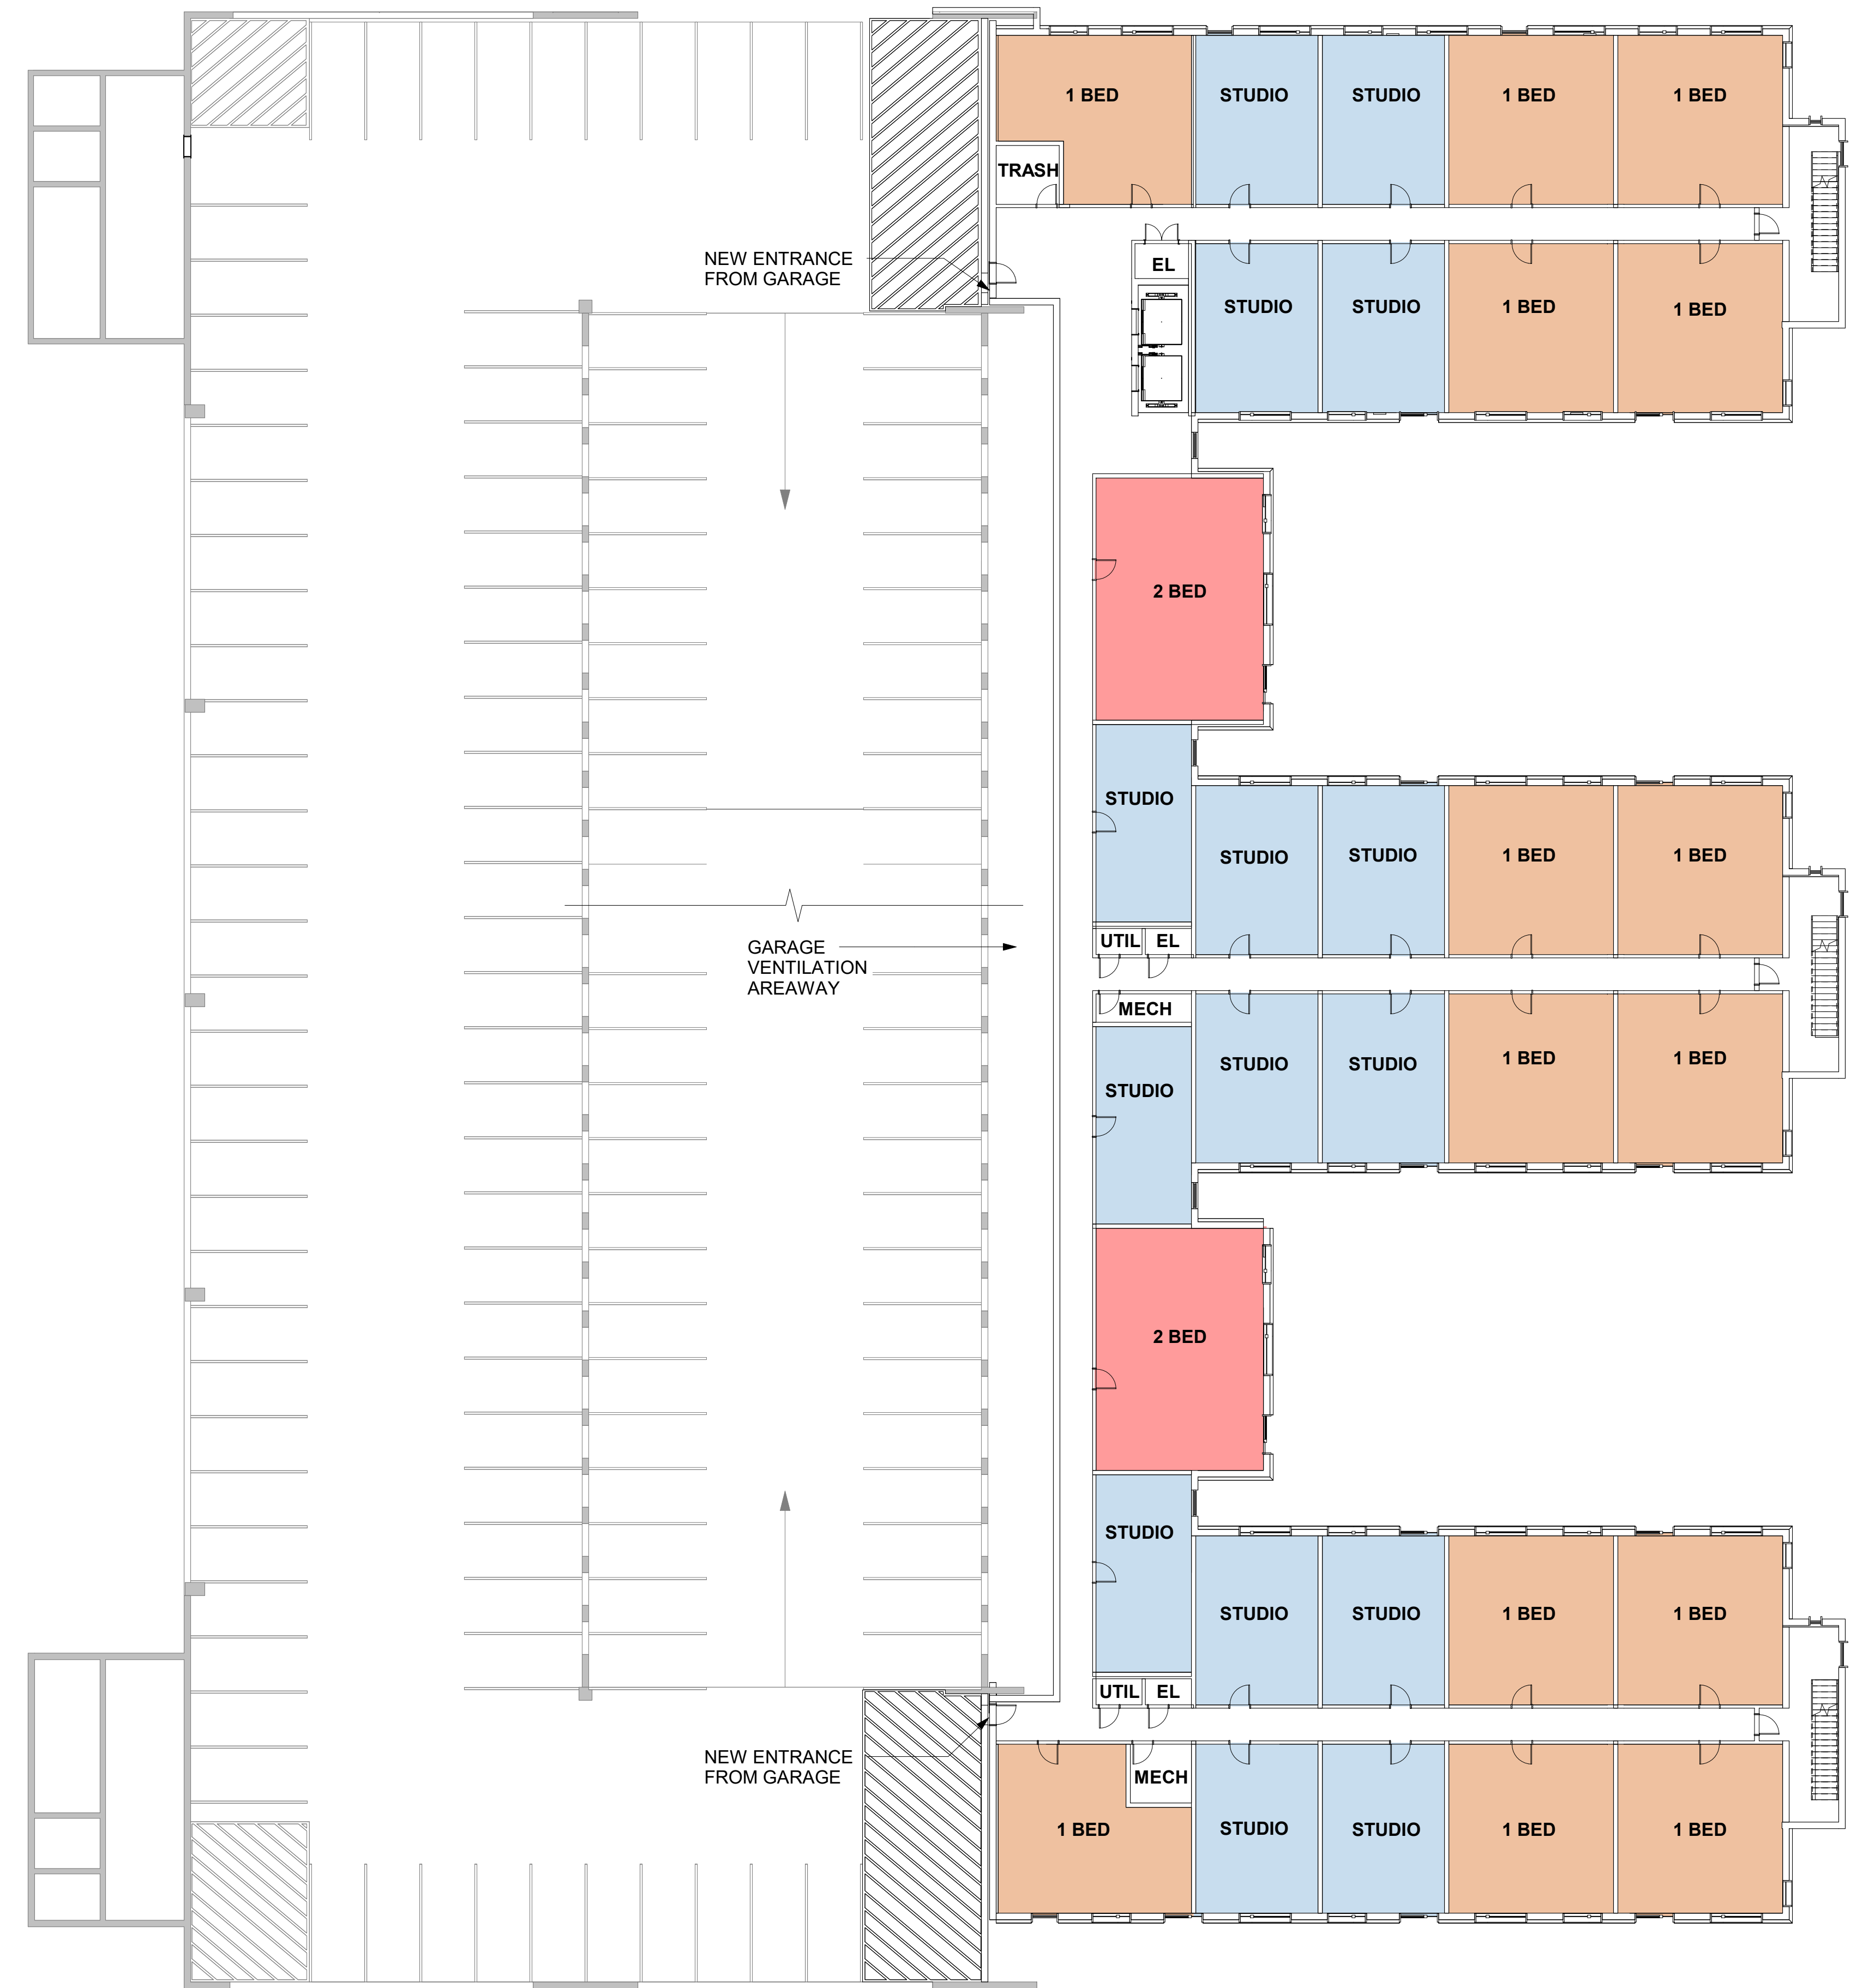 1 BED
STUDIO
STUDIO
1 BED
1 BED
TRASH
NEW ENTRANCE
FROM GARAGE
EL
STUDIO
STUDIO
1 BED
1 BED
2 BED
STUDIO
STUDIO
STUDIO
1 BED
1 BED
UTIL
EL
GARAGE
VENTILATION
AREAWAY
MECH
STUDIO
STUDIO
STUDIO
1 BED
1 BED
2 BED
STUDIO
STUDIO
STUDIO
1 BED
1 BED
UTIL
EL
NEW ENTRANCE
FROM GARAGE
MECH
1 BED
STUDIO
STUDIO
1 BED
1 BED